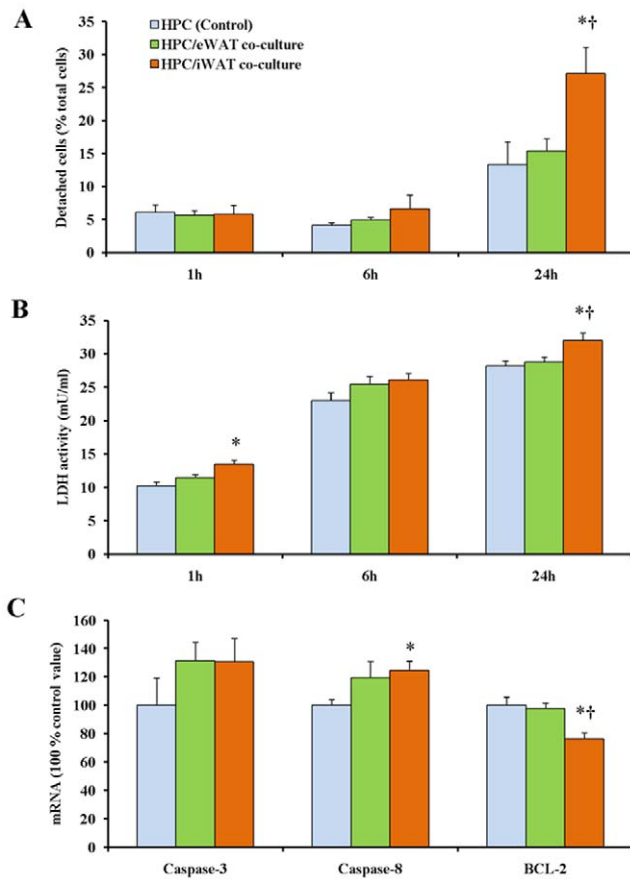 A
HPC (Control)
HPC/eWAT co-culture
HPC/iWAT co-culture
*†
Detached cells (% total cells)
35
30
25
20
15
10
5
0
1h
6h
24h
B
*†
*
LDH activity (mU/ml)
35
30
25
20
15
10
5
0
1h
6h
24h
C
*
*†
mRNA (100 % control value)
160
140
120
100
80
60
40
20
0
Caspase-3
Caspase-8
BCL-2